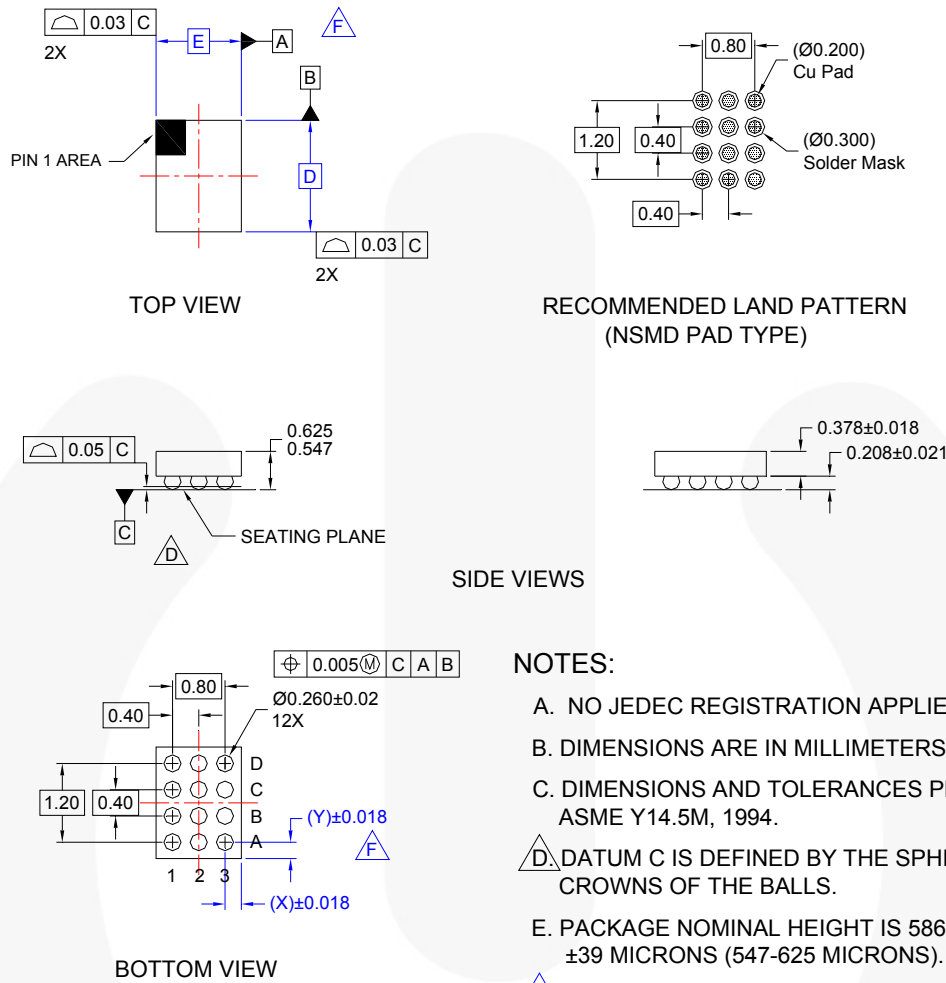 0.03 C
2X
E
A
F
B
PIN 1 AREA
D
0.03 C
2X
TOP VIEW
0.80
(Ø0.200)
Cu Pad
1.20
0.40
(Ø0.300)
Solder Mask
0.40
RECOMMENDED LAND PATTERN
(NSMD PAD TYPE)
0.05 C
0.625
0.547
C
D
SEATING PLANE
0.378±0.018
0.208±0.021
SIDE VIEWS
0.005Ⓜ C A B
0.80
Ø0.260±0.02
12X
0.40
D
C
B
A
1.20
0.40
(Y)±0.018
F
1 2 3
(X)±0.018
BOTTOM VIEW
NOTES:
A. NO JEDEC REGISTRATION APPLIE
B. DIMENSIONS ARE IN MILLIMETERS
C. DIMENSIONS AND TOLERANCES P
ASME Y14.5M, 1994.
D. DATUM C IS DEFINED BY THE SPH
CROWNS OF THE BALLS.
E. PACKAGE NOMINAL HEIGHT IS 586
±39 MICRONS (547-625 MICRONS).